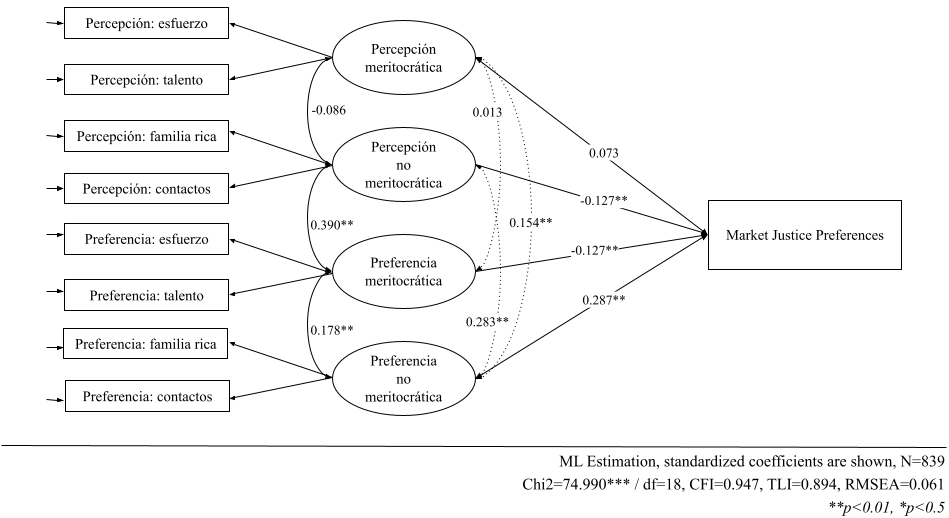 Percepción: esfuerzo
Percepción: talento
Percepción: familia rica
Percepción: contactos
Preferencia: esfuerzo
Preferencia: talento
Preferencia: familia rica
Preferencia: contactos
Percepción
meritocrática
Percepción
no
meritocrática
Preferencia
meritocrática
Preferencia
no
meritocrática
-0.086
0.390**
0.178**
0.013
0.154**
0.283**
0.073
-0.127**
-0.127**
0.287**
Market Justice Preferences
ML Estimation, standardized coefficients are shown, N=839
Chi2=74.990*** / df=18, CFI=0.947, TLI=0.894, RMSEA=0.061
**p<0.01, *p<0.5